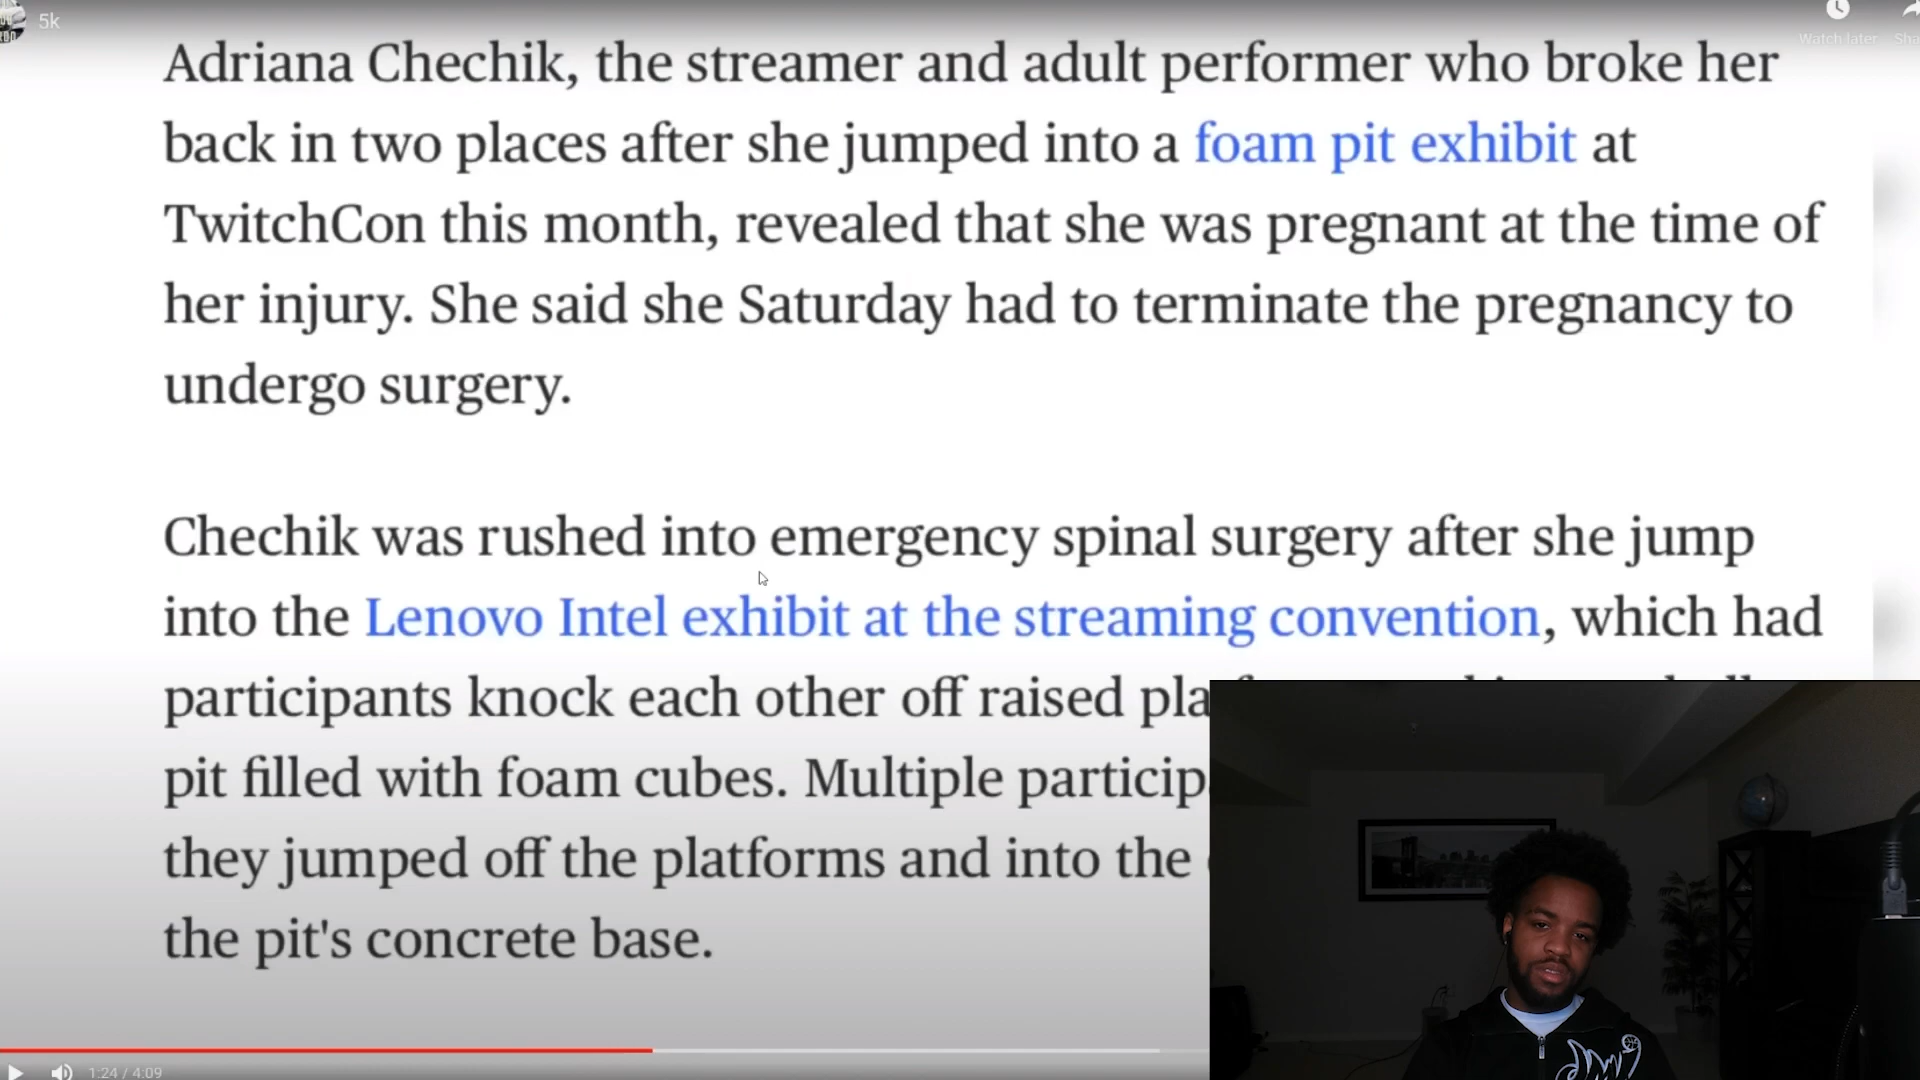 5k
Watch later
Adriana Chechik, the streamer and adult performer who broke her
back in two places after she jumped into a foam pit exhibit at
TwitchCon this month, revealed that she was pregnant at the time of
her injury. She said she Saturday had to terminate the pregnancy to
undergo surgery.
Chechik was rushed into emergency spinal surgery after she jump
into the Lenovo Intel exhibit at the streaming convention, which had
participants knock each other off raised
pit filled with foam cubes. Multiple
they jumped off the platforms and into the
the pit's concrete base.
1:24 / 4:09